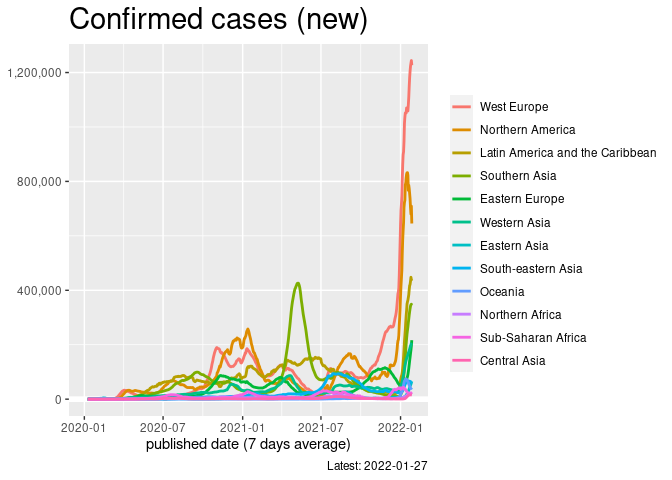 Confirmed cases (new)
1,200,000
800,000
400,000
0
2020-01 2020-07 2021-01 2021-07 2022-01
published date (7 days average)
Latest: 2022-01-27
West Europe
Northern America
Latin America and the Caribbean
Southern Asia
Eastern Europe
Western Asia
Eastern Asia
South-eastern Asia
Oceania
Northern Africa
Sub-Saharan Africa
Central Asia